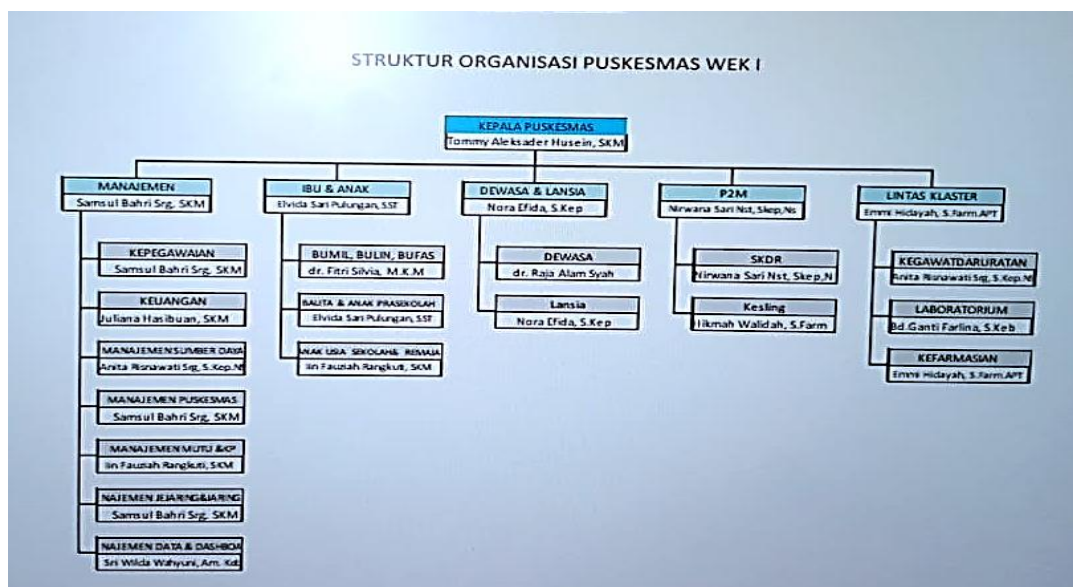 STRUKTUR ORGANISASI PUSKESMAS WEK I
KEPALA PUSKESMAS
Tommy Aleksader Husein, SKM
MANAJEMEN
Samsul Bahri Srg, SKM
KEPEGAWAIAN
Samsul Bahri Srg, SKM
KEUANGAN
Juliana Hasibuan, SKM
MANAJEMEN SUMBER DAYA
Anita Risnawati Srg, S.Kep.Ns
MANAJEMEN PUSKESMAS
Samsul Bahri Srg, SKM
MANAJEMEN MUTU &KP
Iin Fauziah Rangkuti, SKM
NAJEMEN JEJARING&JARING
Samsul Bahri Srg, SKM
NAJEMEN DATA & DASHBOA
Sri Wilda Wahyuni, Am. Keb
IBU & ANAK
Elvida Sari Pulungan, SST
BUMIL, BULIN, BUFAS
dr. Fitri Silvia, M.K.M
BALITA & ANAK PRASEKOLAH
Elvida Sari Pulungan, SST
ANAK USIA SEKOLAH& REMAJA
Iin Fauziah Rangkuti, SKM
DEWASA & LANSIA
Nora Efida, S.Kep
DEWASA
dr. Raja Alam Syah
Lansia
Nora Efida, S.Kep
P2M
Nirwana Sari Nst, Skep,Ns
SKDR
Nirwana Sari Nst, Skep,N
Kesling
Hikmah Walidah, S.Farm
LINTAS KLASTER
Emmi Hidayah, S.Farm.APT
KEGAWATDARURATAN
Anita Risnawati Srg, S.Kep.Ns
LABORATORIUM
Bd.Ganti Farlina, S.Keb
KEFARMASIAN
Emmi Hidayah, S.Farm.APT